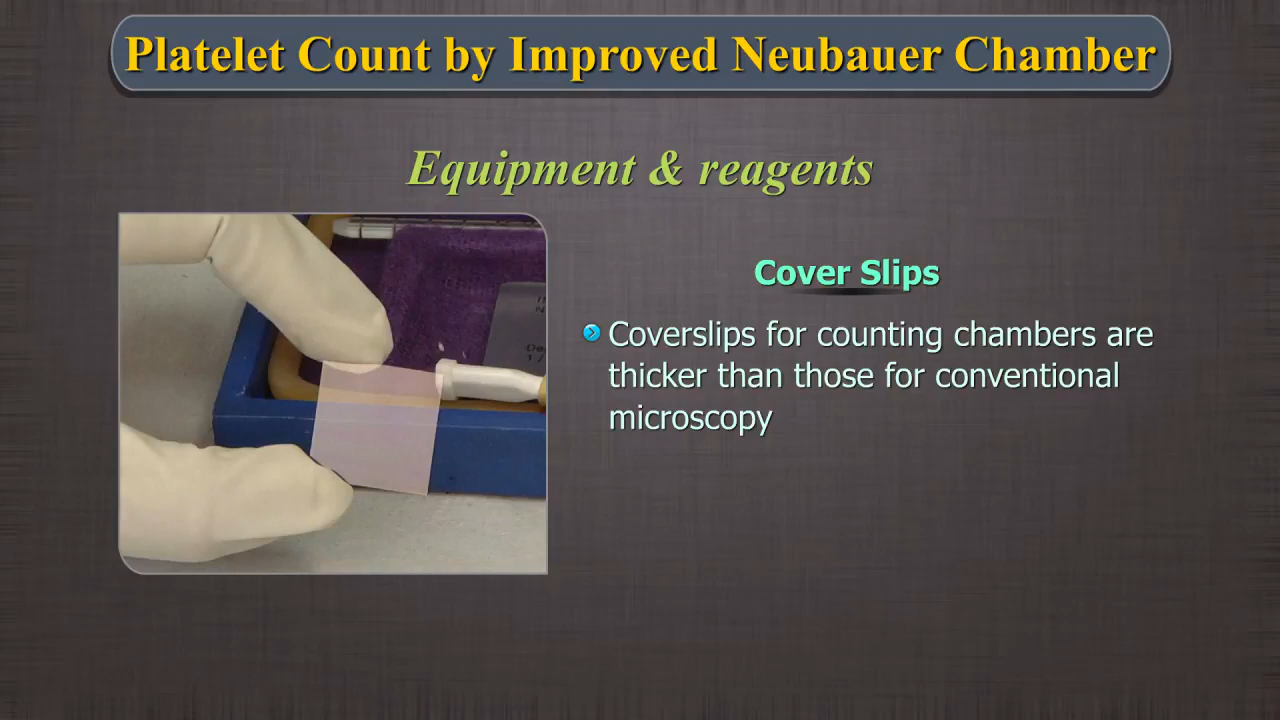 Platelet Count by Improved Neubauer Chamber
Equipment & reagents
Cover Slips
Coverslips for counting chambers are
thicker than those for conventional
microscopy